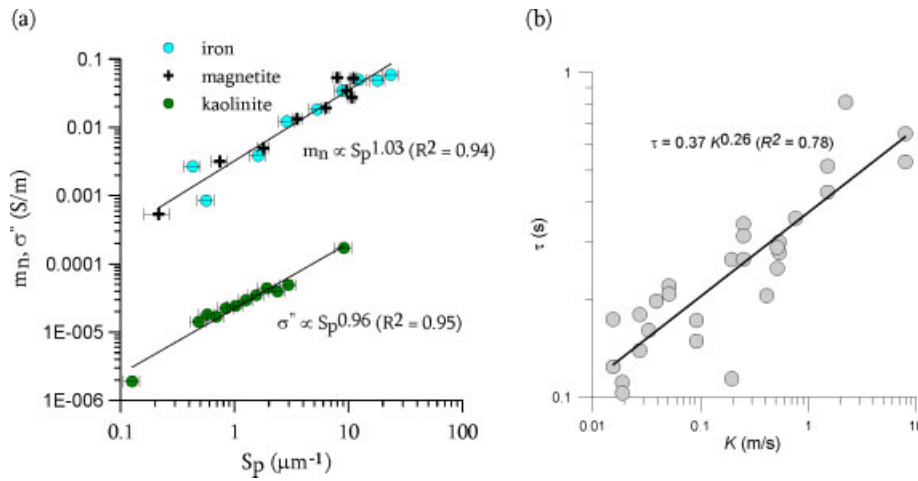 (a)
iron
magnetite
kaolinite
mₙ ∝ Sₚ1.03 (R2 = 0.94)
σ" ∝ Sₚ0.96 (R2 = 0.95)
0.1
0.01
0.001
0.0001
1E-005
1E-006
mₙ, σ" (S/m)
0.1 1 10 100
Sₚ (μm-1)
(b)
τ = 0.37 K0.26 (R2 = 0.78)
1
0.1
τ (s)
0.01 0.1 1 10
K (m/s)